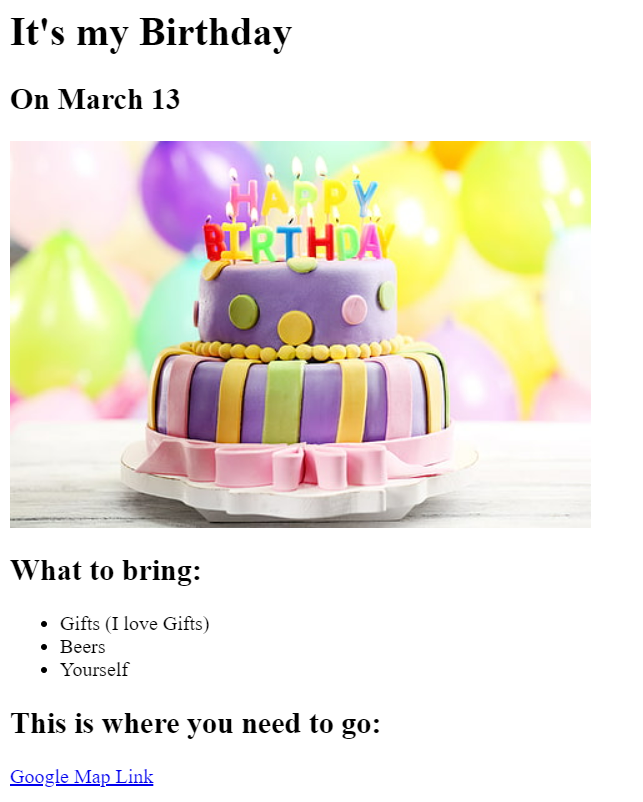 It's my Birthday
On March 13
HAPPY
BIRTHDAY
What to bring:
Gifts (I love Gifts)
Beers
Yourself
This is where you need to go:
Google Map Link